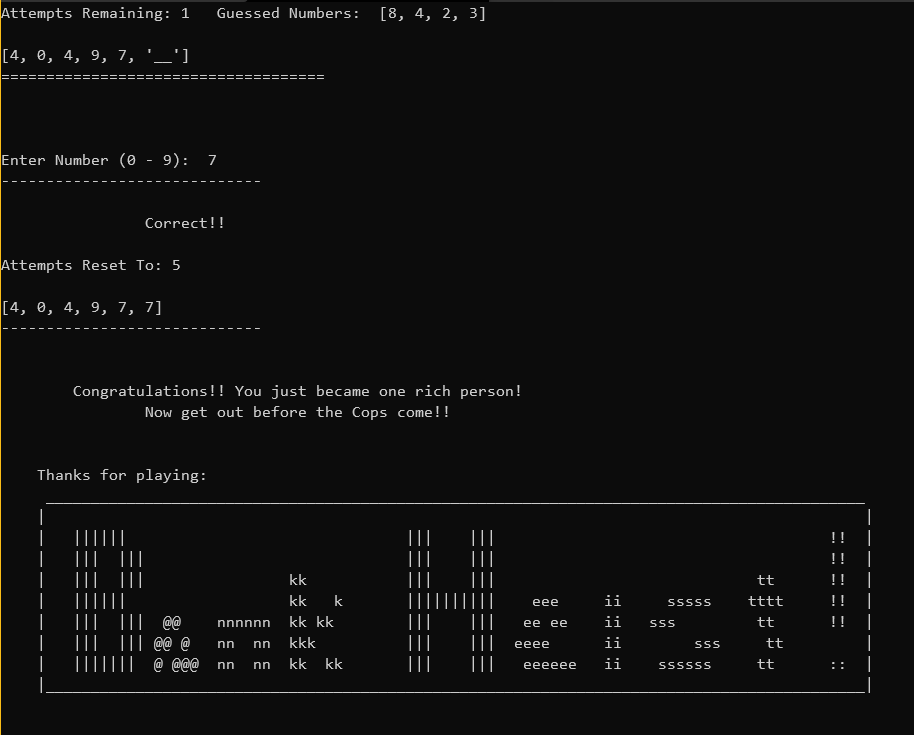 Attempts Remaining: 1   Guessed Numbers:  [8, 4, 2, 3]
[4, 0, 4, 9, 7, '__']
====================================
Enter Number (0 - 9):  7
-----------------------------
                Correct!!
Attempts Reset To: 5
[4, 0, 4, 9, 7, 7]
-----------------------------
        Congratulations!! You just became one rich person!
                Now get out before the Cops come!!
    Thanks for playing:
     ___________________________________________________________________________________________
    |                                                                                           |
    |   ||||||                               |||    |||                                     !!  |
    |   |||  |||                             |||    |||                                     !!  |
    |   |||  |||                kk           |||    |||                             tt      !!  |
    |   ||||||                  kk   k       ||||||||||    eee     ii     sssss    tttt     !!  |
    |   |||  |||  @@    nnnnnn  kk kk        |||    |||   ee ee    ii   sss         tt      !!  |
    |   |||  ||| @@ @   nn  nn  kkk          |||    |||  eeee      ii        sss     tt         |
    |   |||||||  @ @@@  nn  nn  kk  kk       |||    |||   eeeeee   ii    ssssss     tt      ::  |
    |___________________________________________________________________________________________|